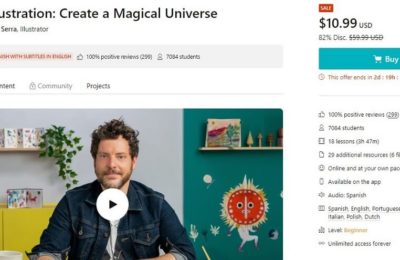 ustration: Create a Magical Universe
Serra, Illustrator
NISH WITH SUBTITLES IN ENGLISH
100% positive reviews (299)
7084 students
ntent
Community
Projects
SALE
$10.99 USD
82% Disc. $59.99 USD
Buy
This offer ends in 2d : 19h :
100% positive reviews (299)
7084 students
18 lessons (3h 47m)
29 additional resources (6 fi
Online and at your own pac
Available on the app
Audio: Spanish
Spanish, English, Portugues
Italian, Polish, Dutch
Level: Beginner
Unlimited access forever